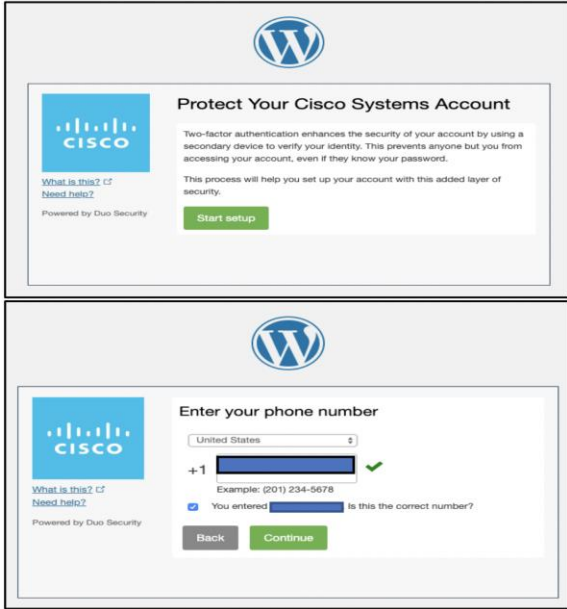 W
CISCO
Protect Your Cisco Systems Account
Two-factor authentication enhances the security of your account by using a
secondary device to verify your identity. This prevents anyone but you from
accessing your account, even if they know your password.
This process will help you set up your account with this added layer of
security.
What is this?
Need help?
Powered by Duo Security
Start setup
W
CISCO
Enter your phone number
United States
+1
Example: (201) 234-5678
You entered Is this the correct number?
What is this?
Need help?
Powered by Duo Security
Back
Continue